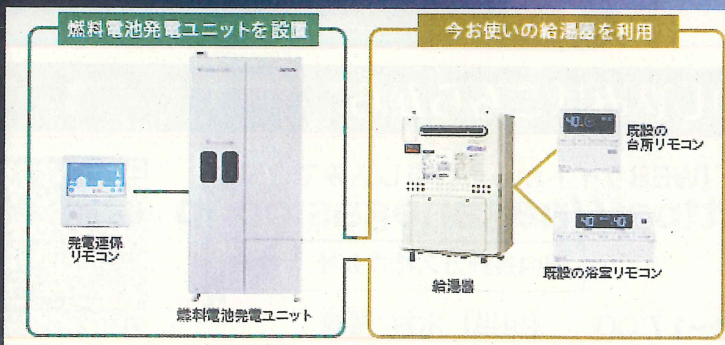 燃料電池発電ユニットを設置
今お使いの給湯器を利用
発電連係
リモコン
燃料電池発電ユニット
給湯器
40
既設の
台所リモコン
40 40
既設の浴室リモコン